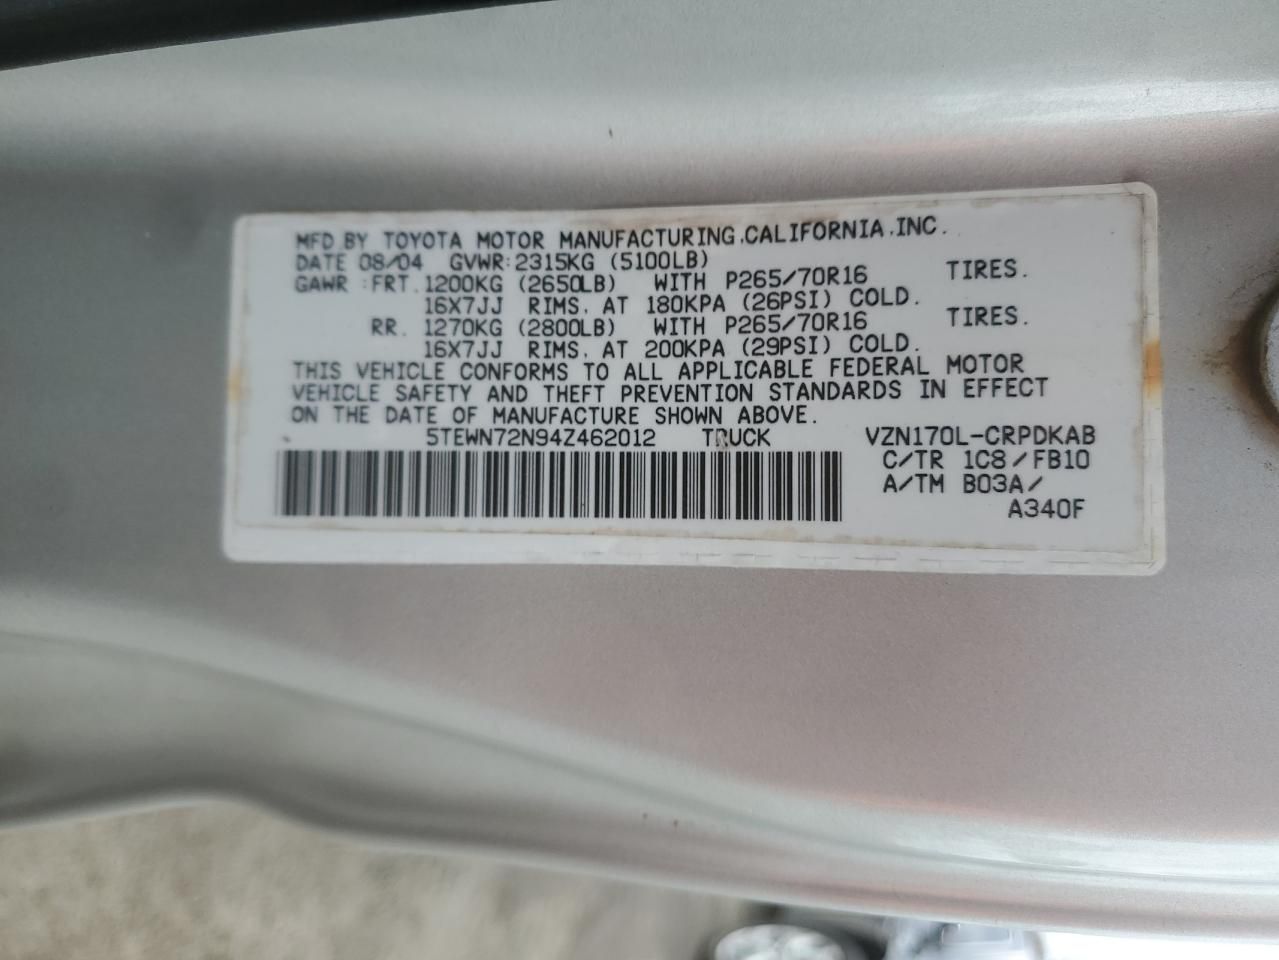 MFD.BY TOYOTA MOTOR MANUFACTURING,CALIFORNIA,INC.
DATE 08/04 GVWR:2315KG (5100LB)
GAWR :FRT.1200KG (2650LB) WITH P265/70R16 TIRES.
16X7JJ RIMS, AT 180KPA (26PSI) COLD.
RR. 1270KG (2800LB) WITH P265/70R16 TIRES.
16X7JJ RIMS, AT 200KPA (29PSI) COLD.
THIS VEHICLE CONFORMS TO ALL APPLICABLE FEDERAL MOTOR
VEHICLE SAFETY AND THEFT PREVENTION STANDARDS IN EFFECT
ON THE DATE OF MANUFACTURE SHOWN ABOVE.
5TEWN72N94Z462012 TRUCK VZN170L-CRPDKAB
C/TR 1C8/FB10
A/TM B03A/
A340F